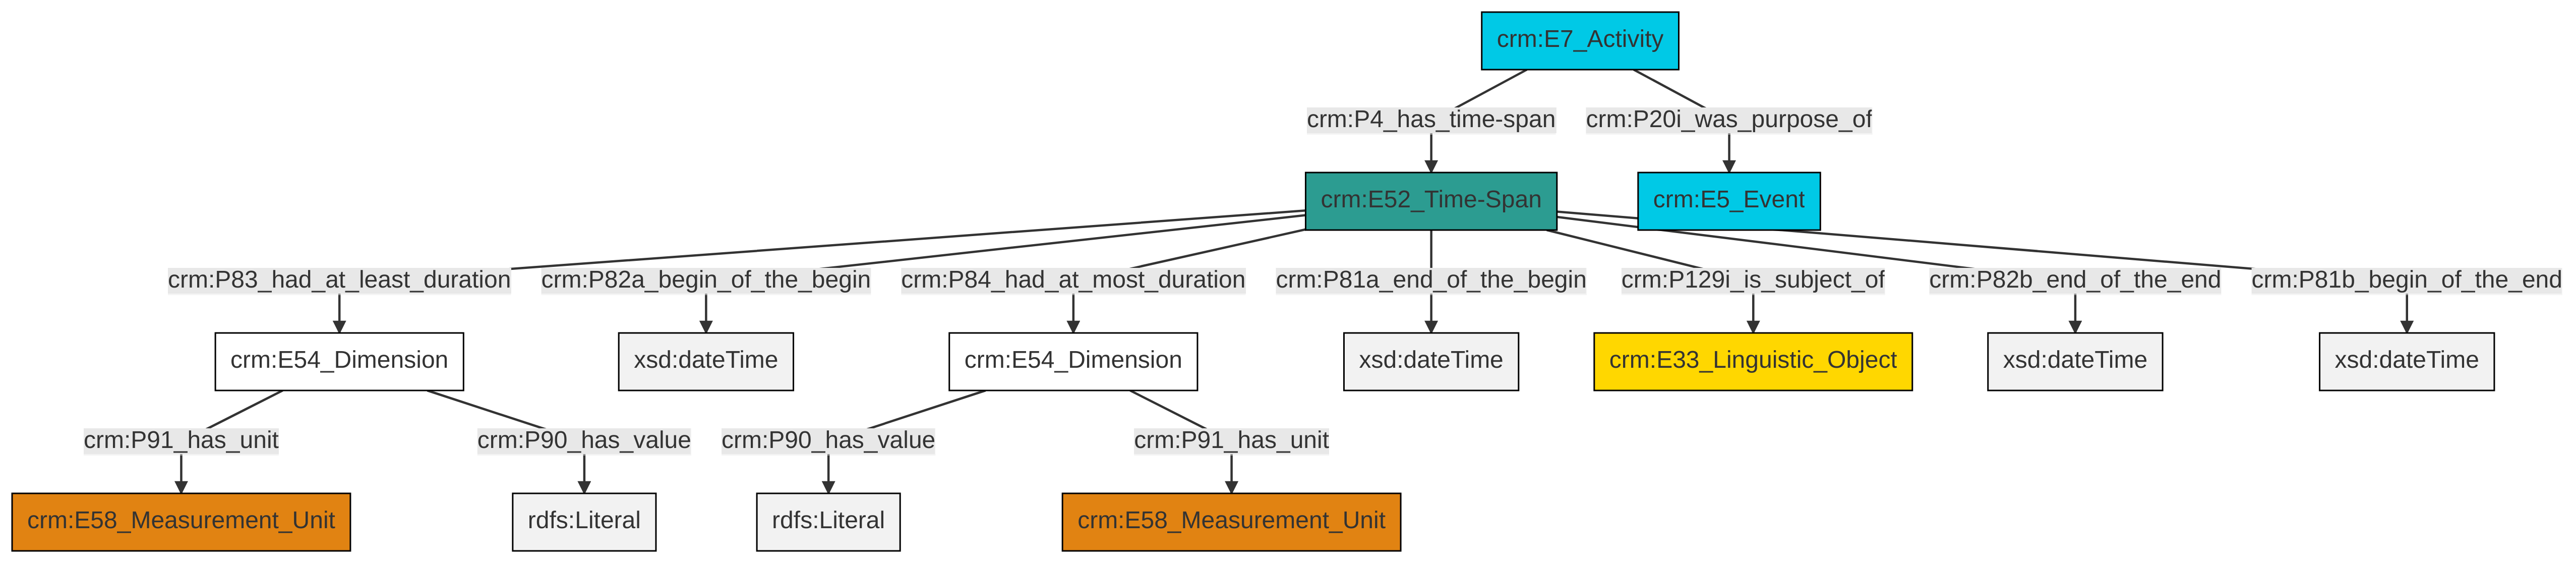 crm:E7_Activity
crm:P4_has_time-span
crm:P20i_was_purpose_of
crm:E52_Time-Span
crm:E5_Event
crm:P83_had_at_least_duration
crm:P82a_begin_of_the_begin
crm:P84_had_at_most_duration
crm:P81a_end_of_the_begin
crm:P129i_is_subject_of
crm:P82b_end_of_the_end
crm:P81b_begin_of_the_end
crm:E54_Dimension
xsd:dateTime
crm:E54_Dimension
xsd:dateTime
crm:E33_Linguistic_Object
xsd:dateTime
xsd:dateTime
crm:P91_has_unit
crm:P90_has_value
crm:P90_has_value
crm:P91_has_unit
crm:E58_Measurement_Unit
rdfs:Literal
rdfs:Literal
crm:E58_Measurement_Unit